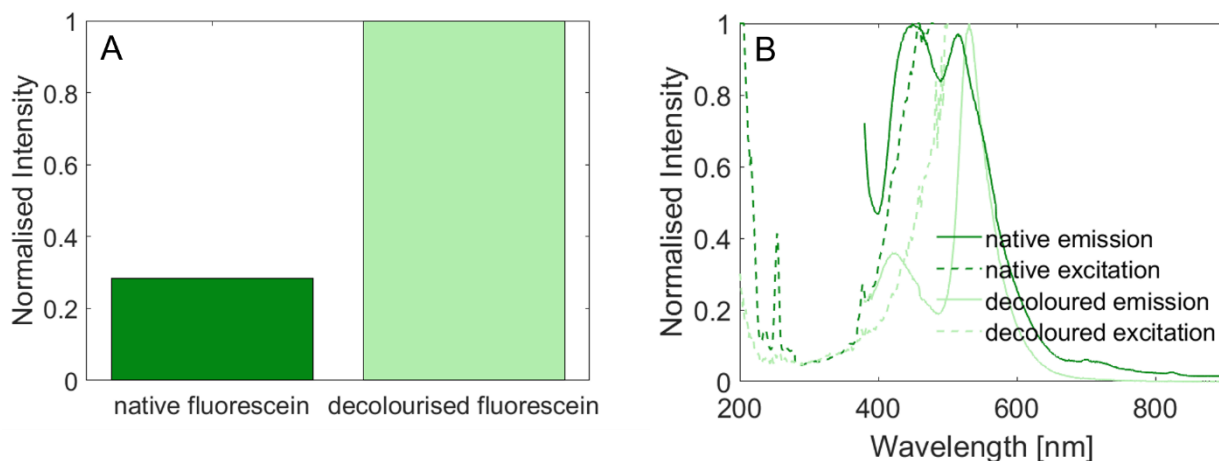 A
Normalised Intensity
1
0.8
0.6
0.4
0.2
0
native fluorescein
decolourised fluorescein
B
Normalised Intensity
1
0.8
0.6
0.4
0.2
0
native emission
native excitation
decoloured emission
decoloured excitation
200 400 600 800
Wavelength [nm]